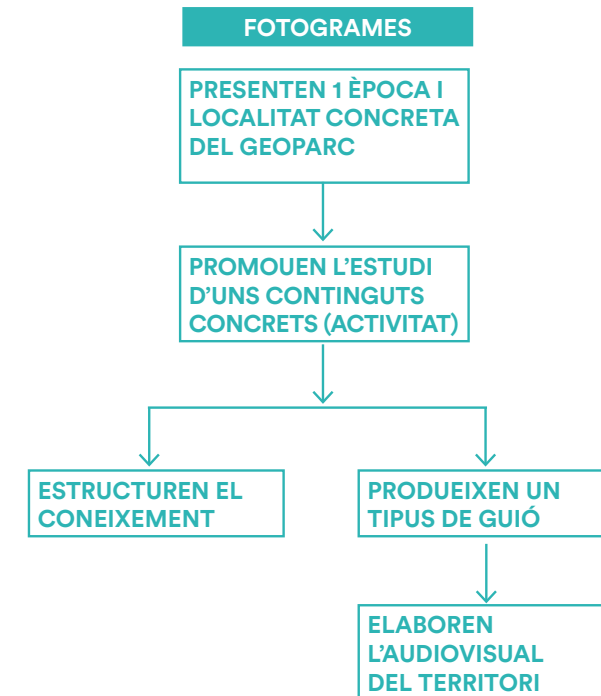 FOTOGRAMES
PRESENTEN 1 ÈPOCA I
LOCALITAT CONCRETA
DEL GEOPARC
PROMOUEN L’ESTUDI
D’UNS CONTINGUTS
CONCRETS (ACTIVITAT)
ESTRUCTUREN EL
CONEIXEMENT
PRODUEIXEN UN
TIPUS DE GUIÓ
ELABOREN
L’AUDIOVISUAL
DEL TERRITORI